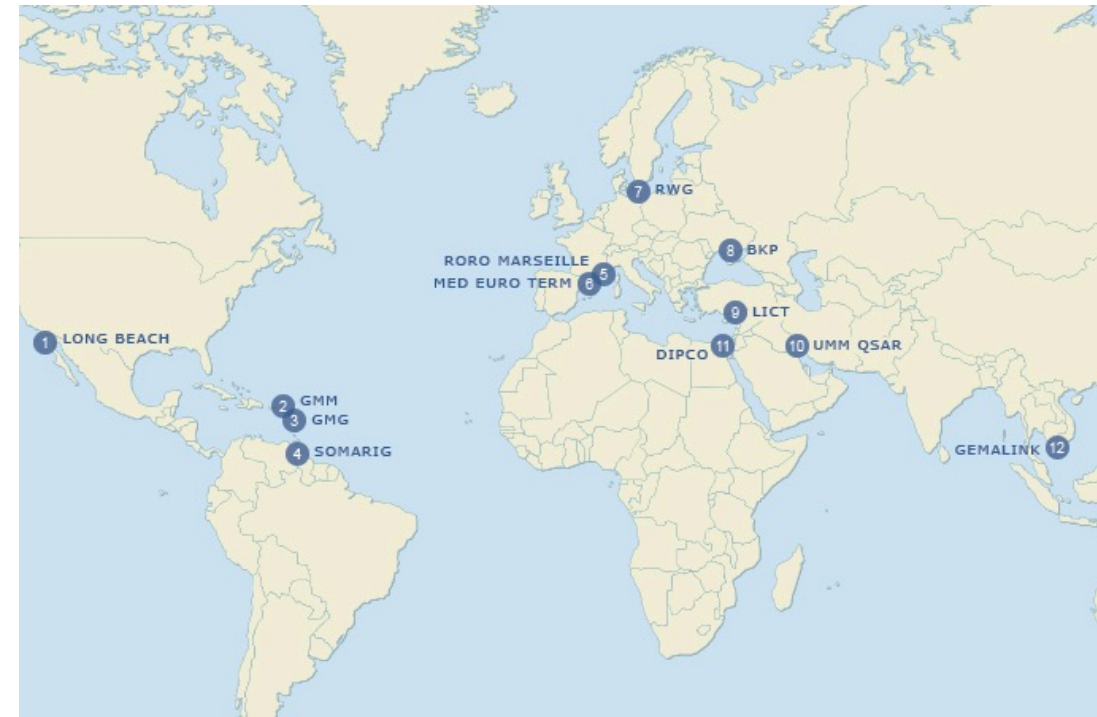 1 LONG BEACH
2 GMM
3 GMG
4 SOMARIG
RORO MARSEILLE 5
MED EURO TERM 6
7 RWG
8 BKP
9 LICT
10 UMM QSAR
DIPCO 11
GEMALINK 12